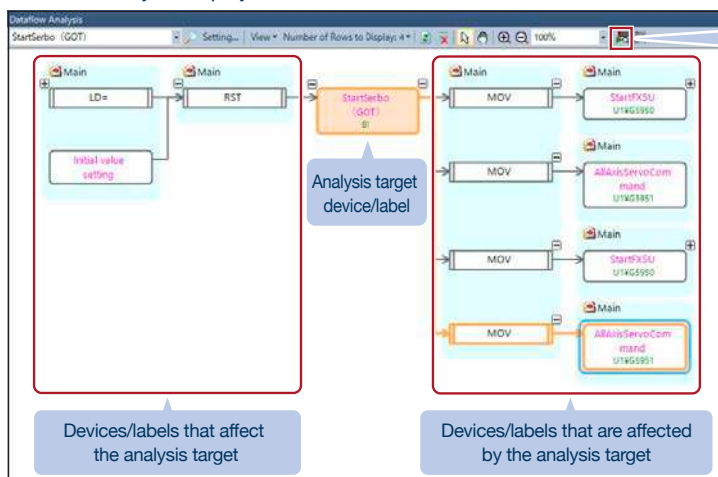 Dataflow Analysis
StartSerbo (GOT)
Setting... View Number of Rows to Display: 4 100%
Main
LD=
Initial value
setting
Main
RST
StartSerbo
(GOT)
Analysis target
device/label
Main
MOV
Main
StartFX5U
U1¥G5950
MOV
Main
AllAxisServoCom
mand
U1¥G5951
MOV
Main
StartFX5U
U1¥G5950
MOV
Main
AllAxisServoCom
mand
U1¥G5951
Devices/labels that affect
the analysis target
Devices/labels that are affected
by the analysis target